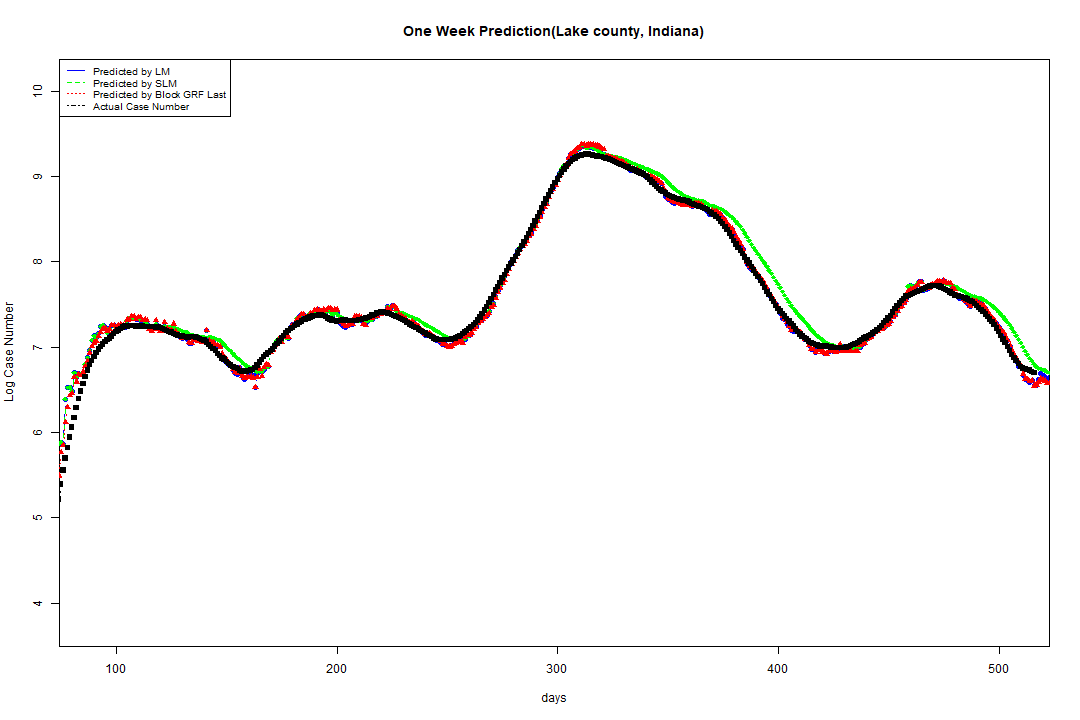 One Week Prediction(Lake county, Indiana)
Predicted by LM
Predicted by SLM
Predicted by Block GRF Last
Actual Case Number
10
9
8
7
6
5
4
Log Case Number
100 200 300 400 500
days